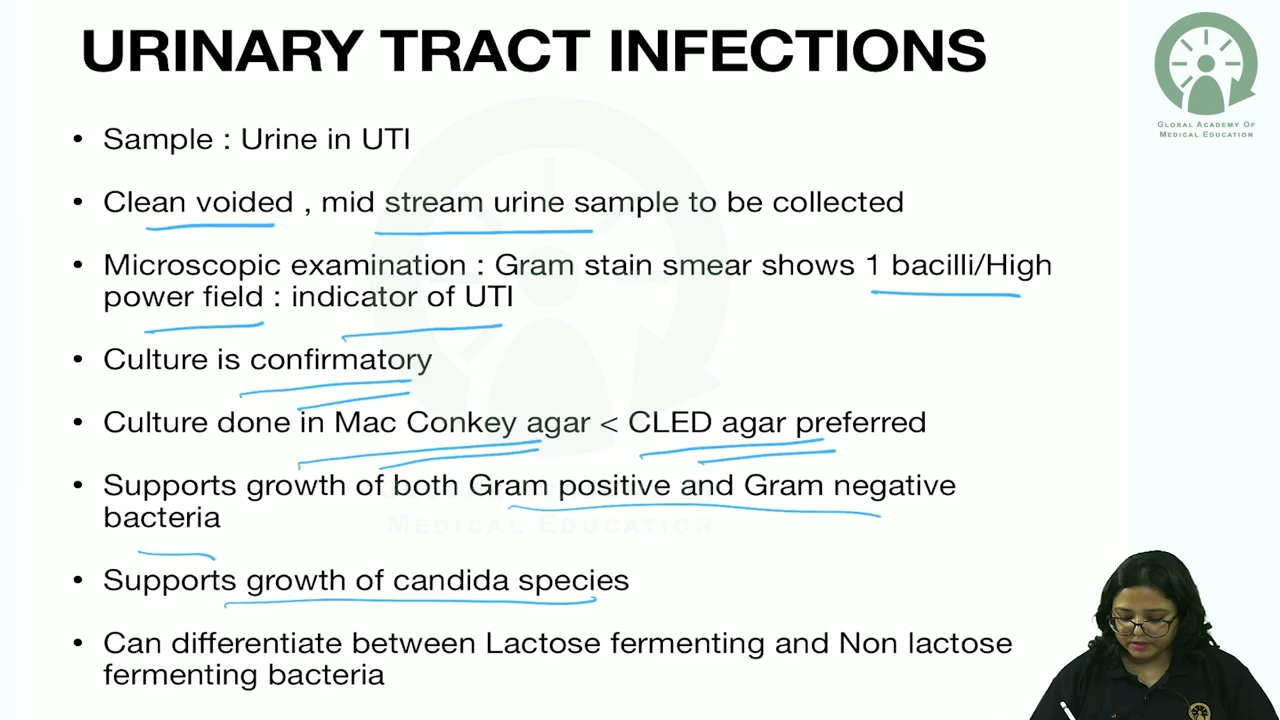 URINARY TRACT INFECTIONS
GLOBAL ACADEMY OF
MEDICAL EDUCATION
• Sample : Urine in UTI
• Clean voided , mid stream urine sample to be collected
• Microscopic examination : Gram stain smear shows 1 bacilli/High
power field : indicator of UTI
• Culture is confirmatory
• Culture done in Mac Conkey agar < CLED agar preferred
• Supports growth of both Gram positive and Gram negative
bacteria
MEDICAL EDUCATION
• Supports growth of candida species
• Can differentiate between Lactose fermenting and Non lactose
fermenting bacteria